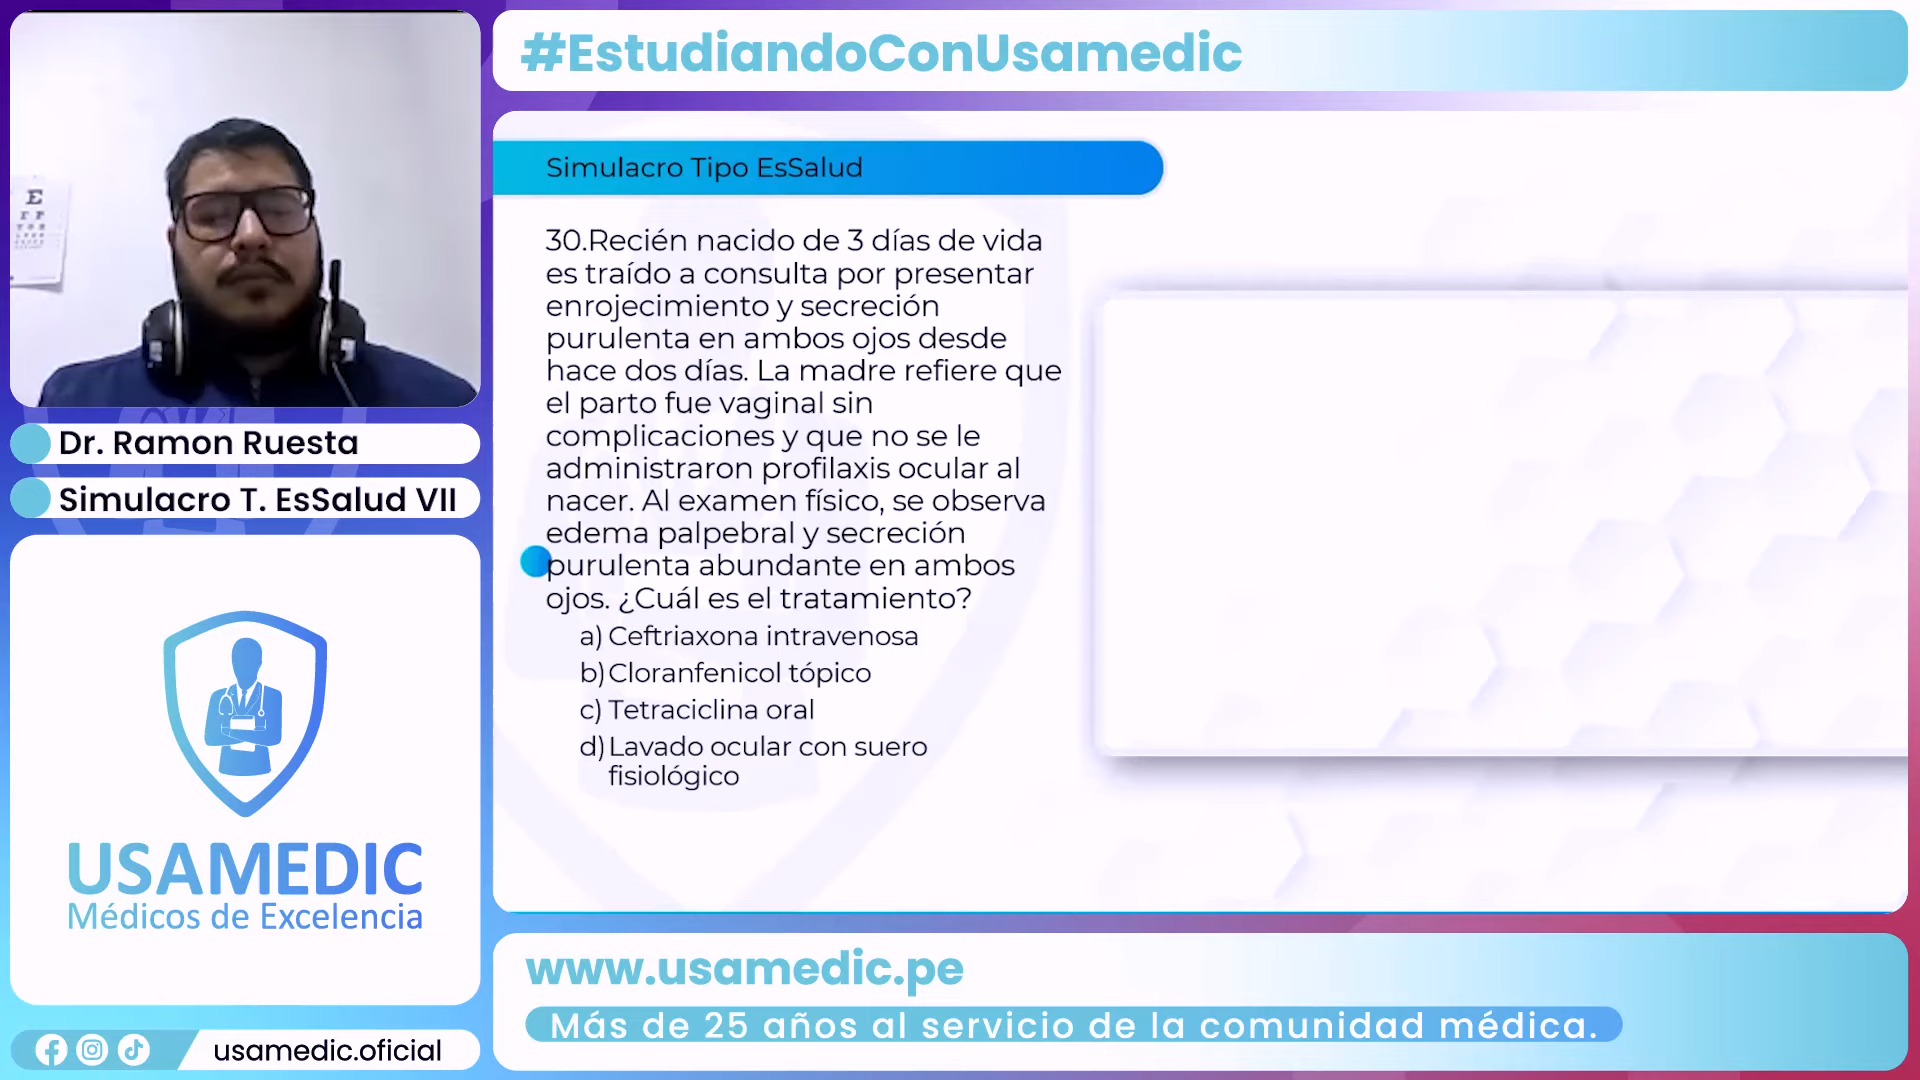 #EstudiandoConUsamedic
Simulacro Tipo EsSalud
30.Recién nacido de 3 días de vida
es traído a consulta por presentar
enrojecimiento y secreción
purulenta en ambos ojos desde
hace dos días. La madre refiere que
el parto fue vaginal sin
complicaciones y que no se le
administraron profilaxis ocular al
nacer. Al examen físico, se observa
edema palpebral y secreción
purulenta abundante en ambos
ojos. ¿Cuál es el tratamiento?
a) Ceftriaxona intravenosa
b) Cloranfenicol tópico
c) Tetraciclina oral
d) Lavado ocular con suero
fisiológico
E
Dr. Ramon Ruesta
Simulacro T. EsSalud VII
USAMEDIC
Médicos de Excelencia
usamedic.oficial
www.usamedic.pe
Más de 25 años al servicio de la comunidad médica.